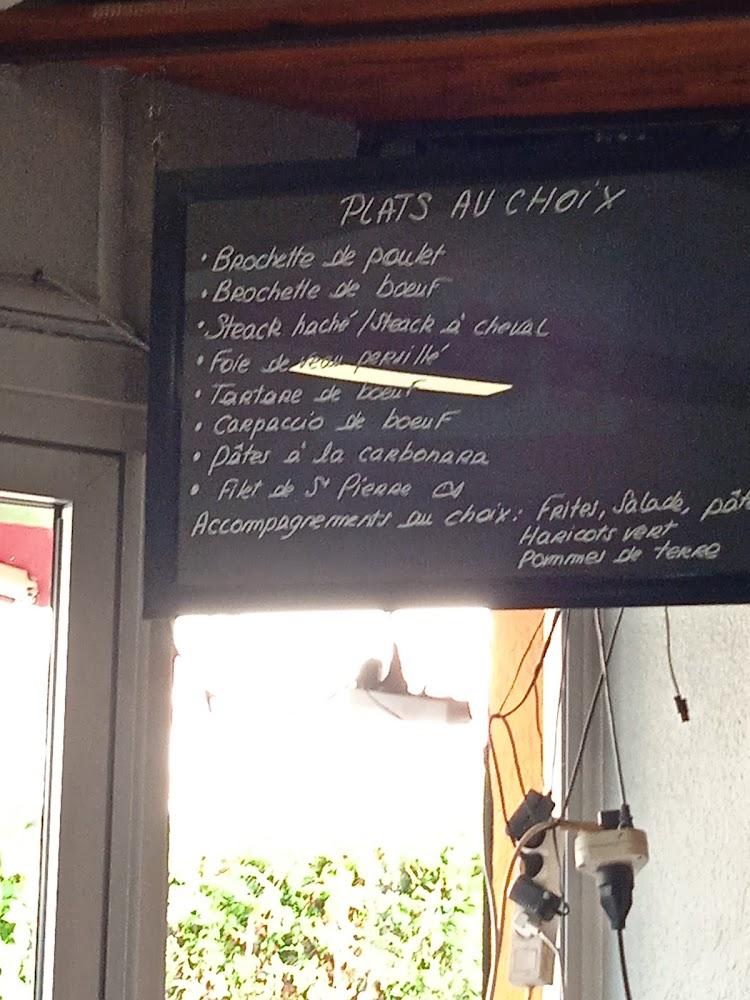 PLATS AU CHOIX
• Brochette de poulet
• Brochette de boeuf
• Steack haché / Steack à cheval
• Foie de veau persillé
• Tartare de boeuf
• Carpaccio de boeuf
• Pâtes à la carbonara
• Filet de St Pierre
Accompagnements au choix: Frites, Salade, pât
Haricots vert
Pommes de terre